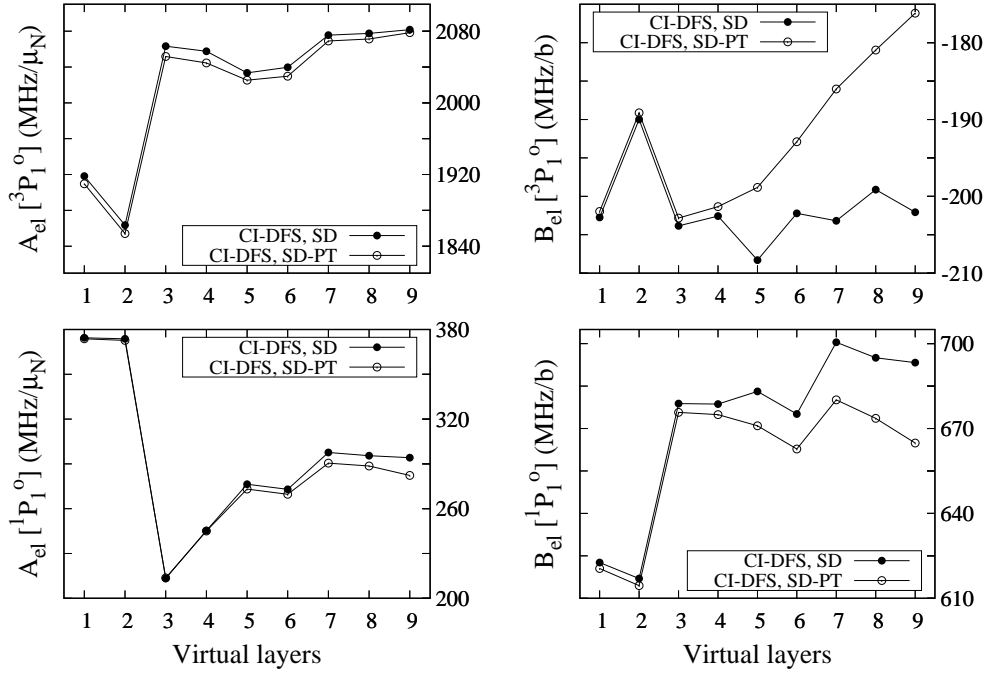 A_el [³P₁ᵒ] (MHz/μ_N)
2080
2000
1920
1840
CI-DFS, SD
CI-DFS, SD-PT
1 2 3 4 5 6 7 8 9
B_el [³P₁ᵒ] (MHz/b)
CI-DFS, SD
CI-DFS, SD-PT
-180
-190
-200
-210
1 2 3 4 5 6 7 8 9
A_el [¹P₁ᵒ] (MHz/μ_N)
CI-DFS, SD
CI-DFS, SD-PT
380
320
260
200
1 2 3 4 5 6 7 8 9
Virtual layers
B_el [¹P₁ᵒ] (MHz/b)
700
670
640
610
CI-DFS, SD
CI-DFS, SD-PT
1 2 3 4 5 6 7 8 9
Virtual layers